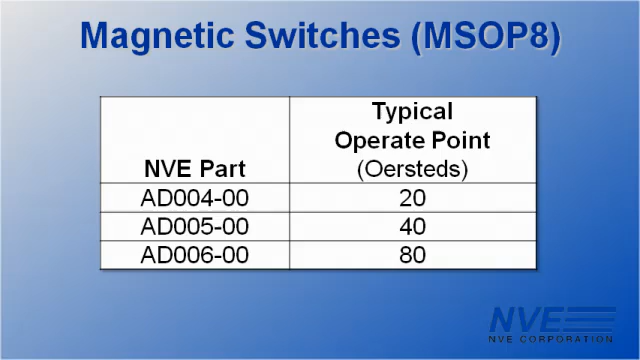 Magnetic Switches (MSOP8)
Typical
Operate Point
NVE Part (Oersteds)
AD004-00 20
AD005-00 40
AD006-00 80
NVE
NVE CORPORATION